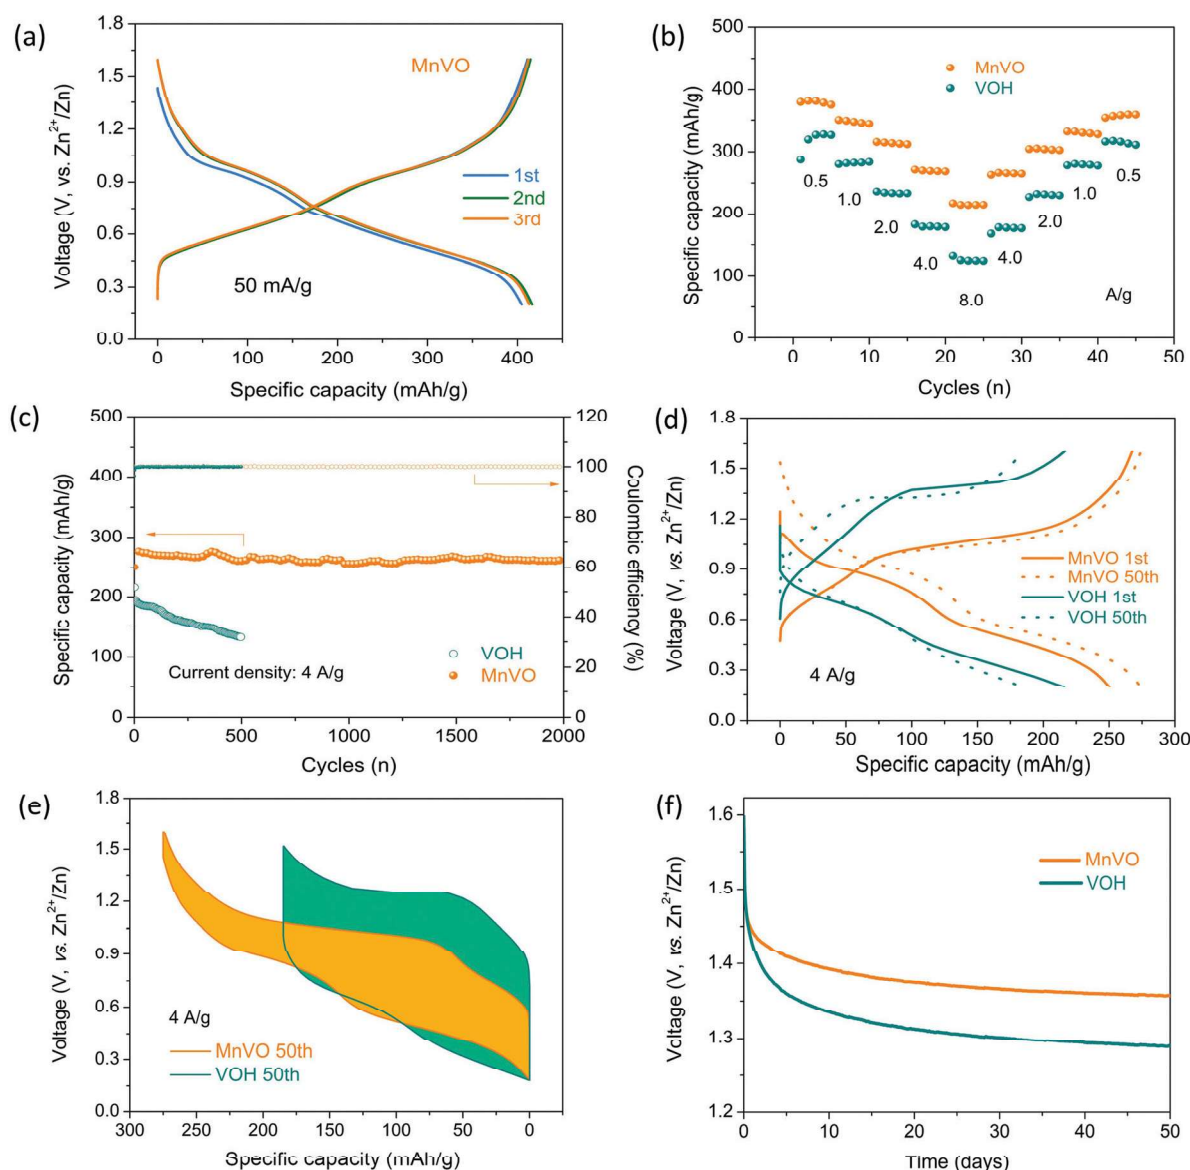 (a)
1.8
1.5
1.2
0.9
0.6
0.3
0.0
Voltage (V, vs. Zn2+/Zn)
MnVO
1st
2nd
3rd
50 mA/g
0 100 200 300 400
Specific capacity (mAh/g)
(b)
500
400
300
200
100
0
Specific capacity (mAh/g)
MnVO
VOH
0.5
1.0
2.0
4.0
8.0
4.0
2.0
1.0
0.5
A/g
0 10 20 30 40 50
Cycles (n)
(c)
500
400
300
200
100
0
Specific capacity (mAh/g)
120
100
80
60
40
20
0
Coulombic efficiency (%)
VOH
MnVO
Current density: 4 A/g
0 500 1000 1500 2000
Cycles (n)
(d)
1.8
1.5
1.2
0.9
0.6
0.3
0.0
Voltage (V, vs. Zn2+/Zn)
MnVO 1st
MnVO 50th
VOH 1st
VOH 50th
4 A/g
0 50 100 150 200 250 300
Specific capacity (mAh/g)
(e)
1.8
1.5
1.2
0.9
0.6
0.3
0.0
Voltage (V, vs. Zn2+/Zn)
4 A/g
MnVO 50th
VOH 50th
300 250 200 150 100 50 0
Specific capacity (mAh/g)
(f)
1.6
1.5
1.4
1.3
1.2
Voltage (V, vs. Zn2+/Zn)
MnVO
VOH
0 10 20 30 40 50
Time (days)